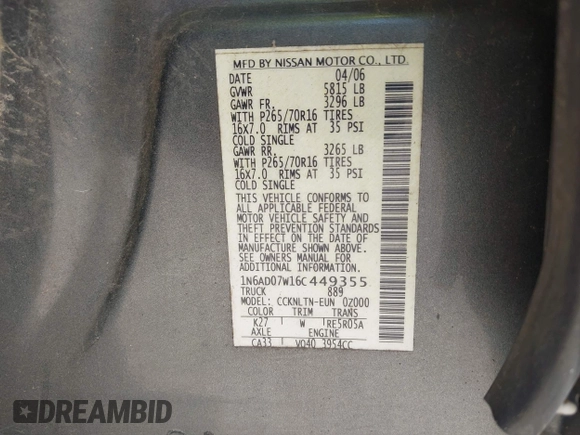 MFD BY NISSAN MOTOR CO., LTD.
DATE 04/06
GVWR 5815 LB
GAWR FR. 3296 LB
WITH P265/70R16 TIRES
16X7.0 RIMS AT 35 PSI
COLD SINGLE
GAWR RR. 3265 LB
WITH P265/70R16 TIRES
16X7.0 RIMS AT 35 PSI
COLD SINGLE
THIS VEHICLE CONFORMS TO
ALL APPLICABLE FEDERAL
MOTOR VEHICLE SAFETY AND
THEFT PREVENTION STANDARDS
IN EFFECT ON THE DATE OF
MANUFACTURE SHOWN ABOVE.
SEE OWNERS MANUAL FOR
ADDITIONAL INFORMATION.
1N6AD07W16C449355
TRUCK 889
MODEL: CCKNLTN-EUN 0Z000
COLOR TRIM TRANS
K27 W RE5R05A
AXLE ENGINE
CA33 VQ40 3954CC
DREAMBID